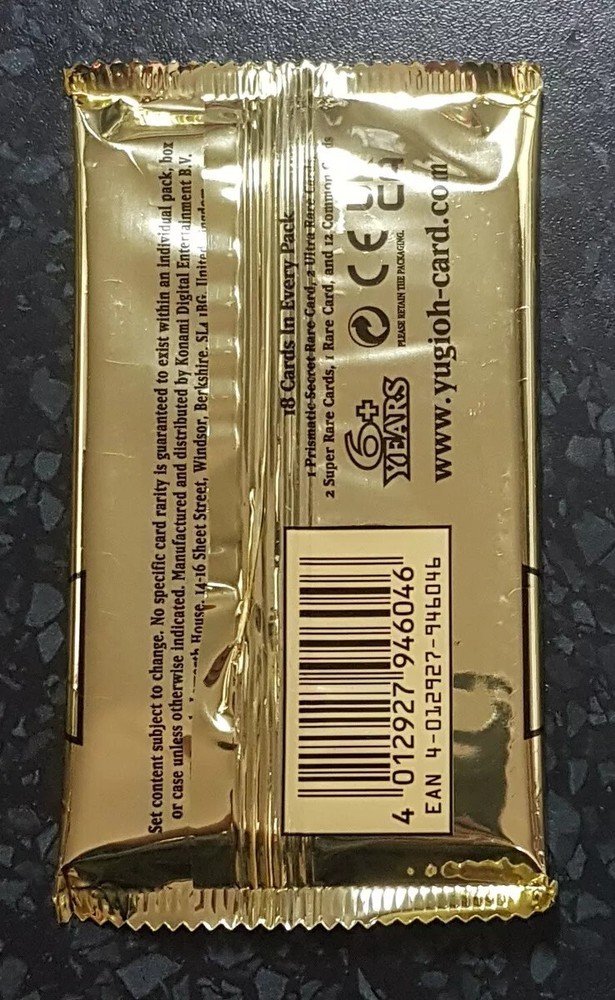 Set content subject to change. No specific card rarity is guaranteed to exist within an individual pack, box
or case unless otherwise indicated. Manufactured and distributed by Konami Digital Entertainment B.V.
House, 14-16 Sheet Street, Windsor, Berkshire, SL4 1BG, United
18 Cards In Every Pack
1 Prismatic Secret Rare Card, 2 Ultra Rare
2 Super Rare Cards, 1 Rare Card, and 12 Common
6+
YEARS
CE
PLEASE RETAIN THE PACKAGING.
www.yugioh-card.com
4 012927 946046
EAN 4-012927-946046